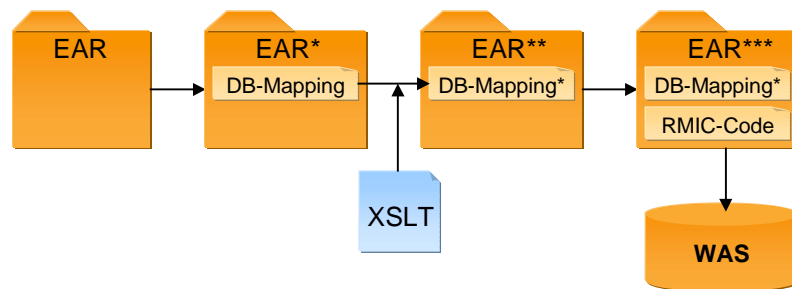 EAR
EAR*
EAR**
EAR***
DB-Mapping
DB-Mapping*
DB-Mapping*
RMIC-Code
XSLT
WAS